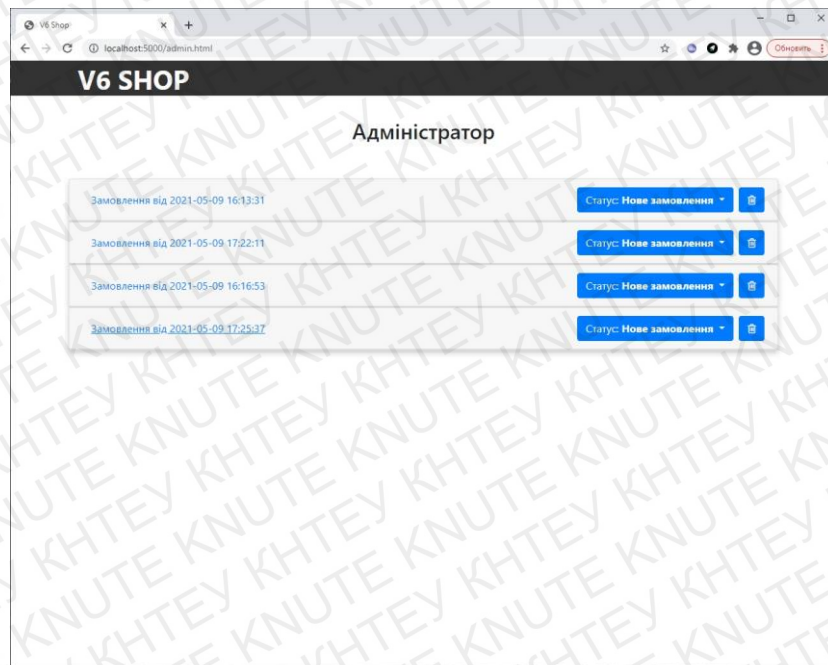 V6 Shop
localhost:5000/admin.html
Обновить
V6 SHOP
Адміністратор
Замовлення від 2021-05-09 16:13:31 Статус: Нове замовлення
Замовлення від 2021-05-09 17:22:11 Статус: Нове замовлення
Замовлення від 2021-05-09 16:16:53 Статус: Нове замовлення
Замовлення від 2021-05-09 17:25:37 Статус: Нове замовлення
КНТЕУ KNUTE